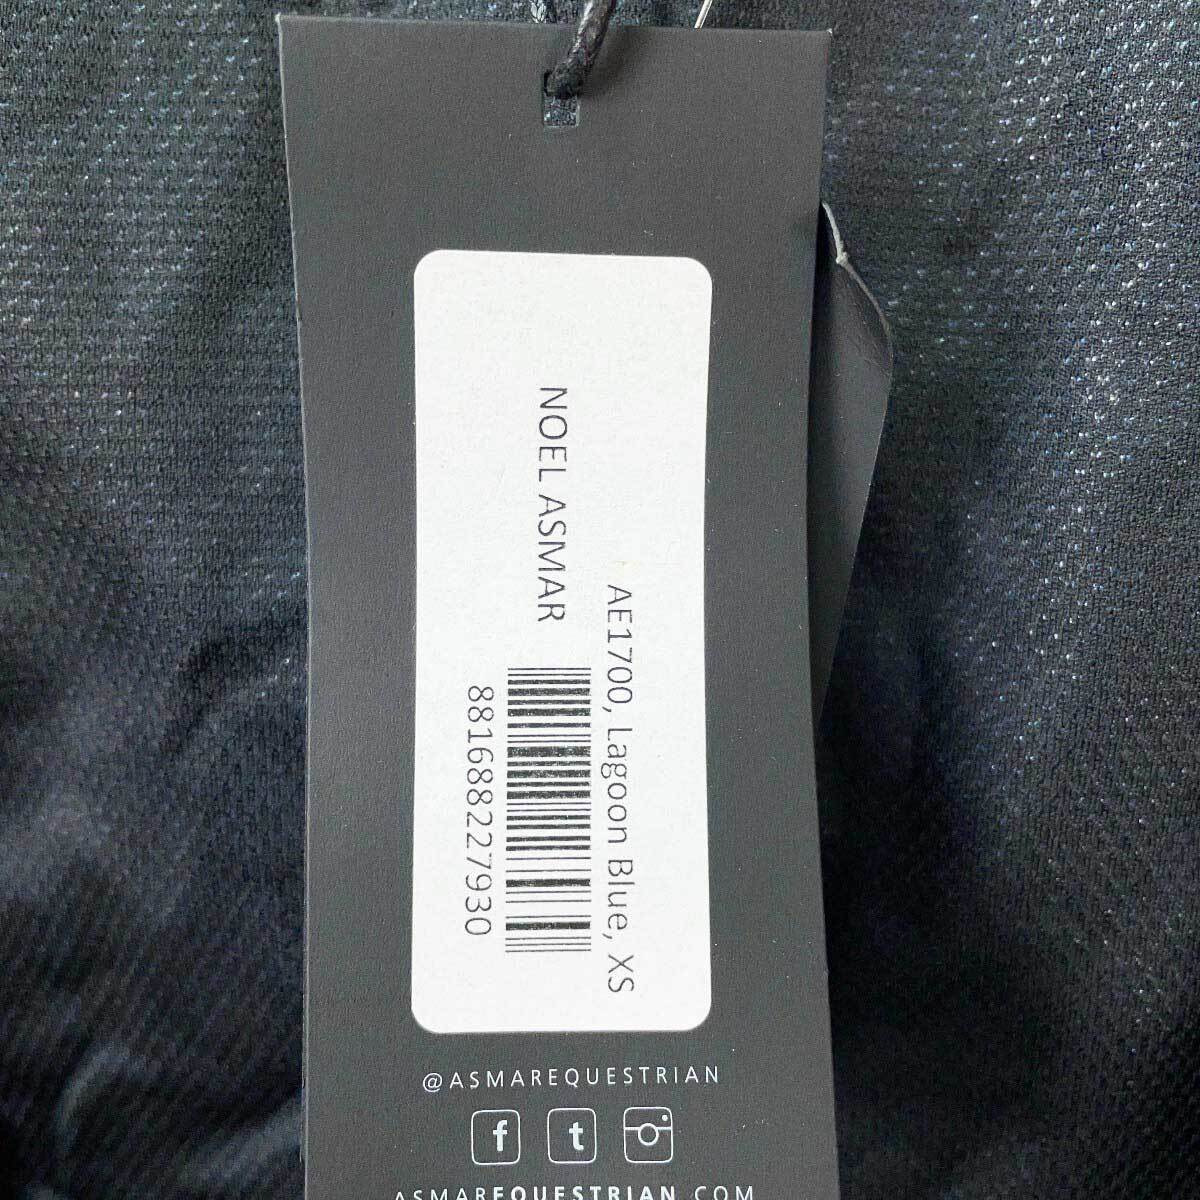 AE1700, Lagoon Blue, XS
NOEL ASMAR
881688227930
@ASMAREQUESTRIAN
f t
ASMAREQUESTRIAN.COM